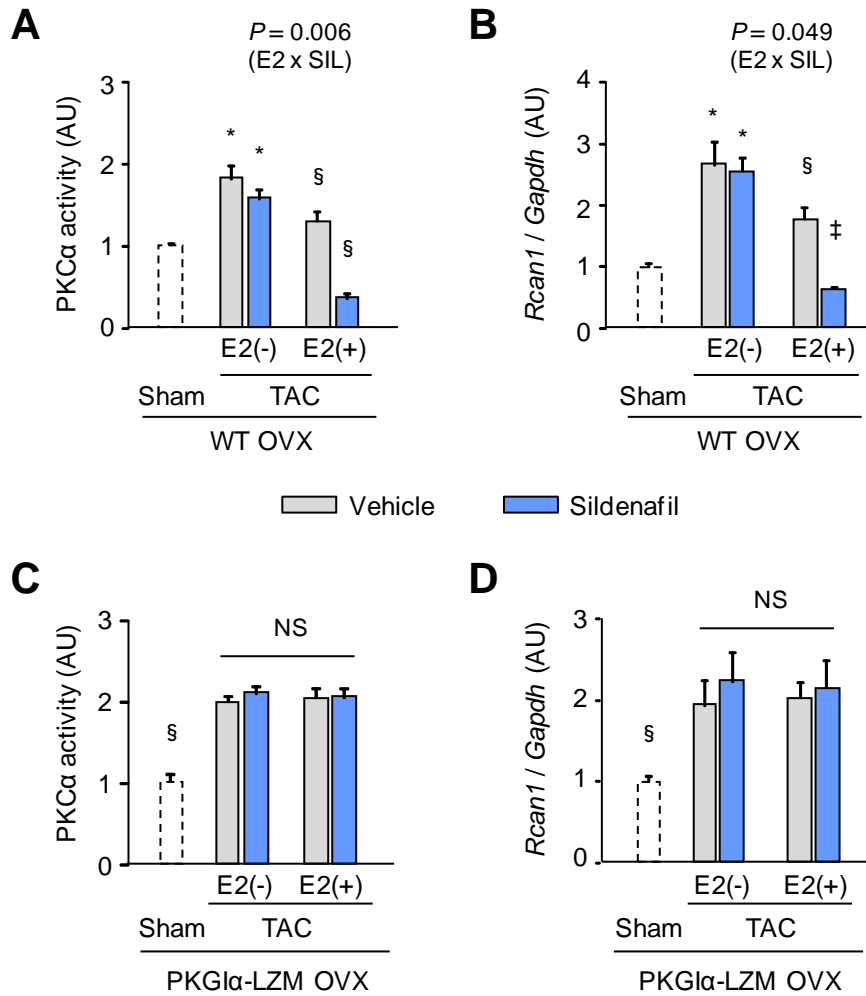 A
P = 0.006
(E2 x SIL)
PKCα activity (AU)
3
2
1
0
* * § §
E2(-) E2(+)
Sham TAC
WT OVX
B
P = 0.049
(E2 x SIL)
Rcan1 / Gapdh (AU)
4
3
2
1
0
* * § ‡
E2(-) E2(+)
Sham TAC
WT OVX
Vehicle Sildenafil
C
PKCα activity (AU)
3
2
1
0
NS
§
E2(-) E2(+)
Sham TAC
PKGIα-LZM OVX
D
Rcan1 / Gapdh (AU)
3
2
1
0
NS
§
E2(-) E2(+)
Sham TAC
PKGIα-LZM OVX